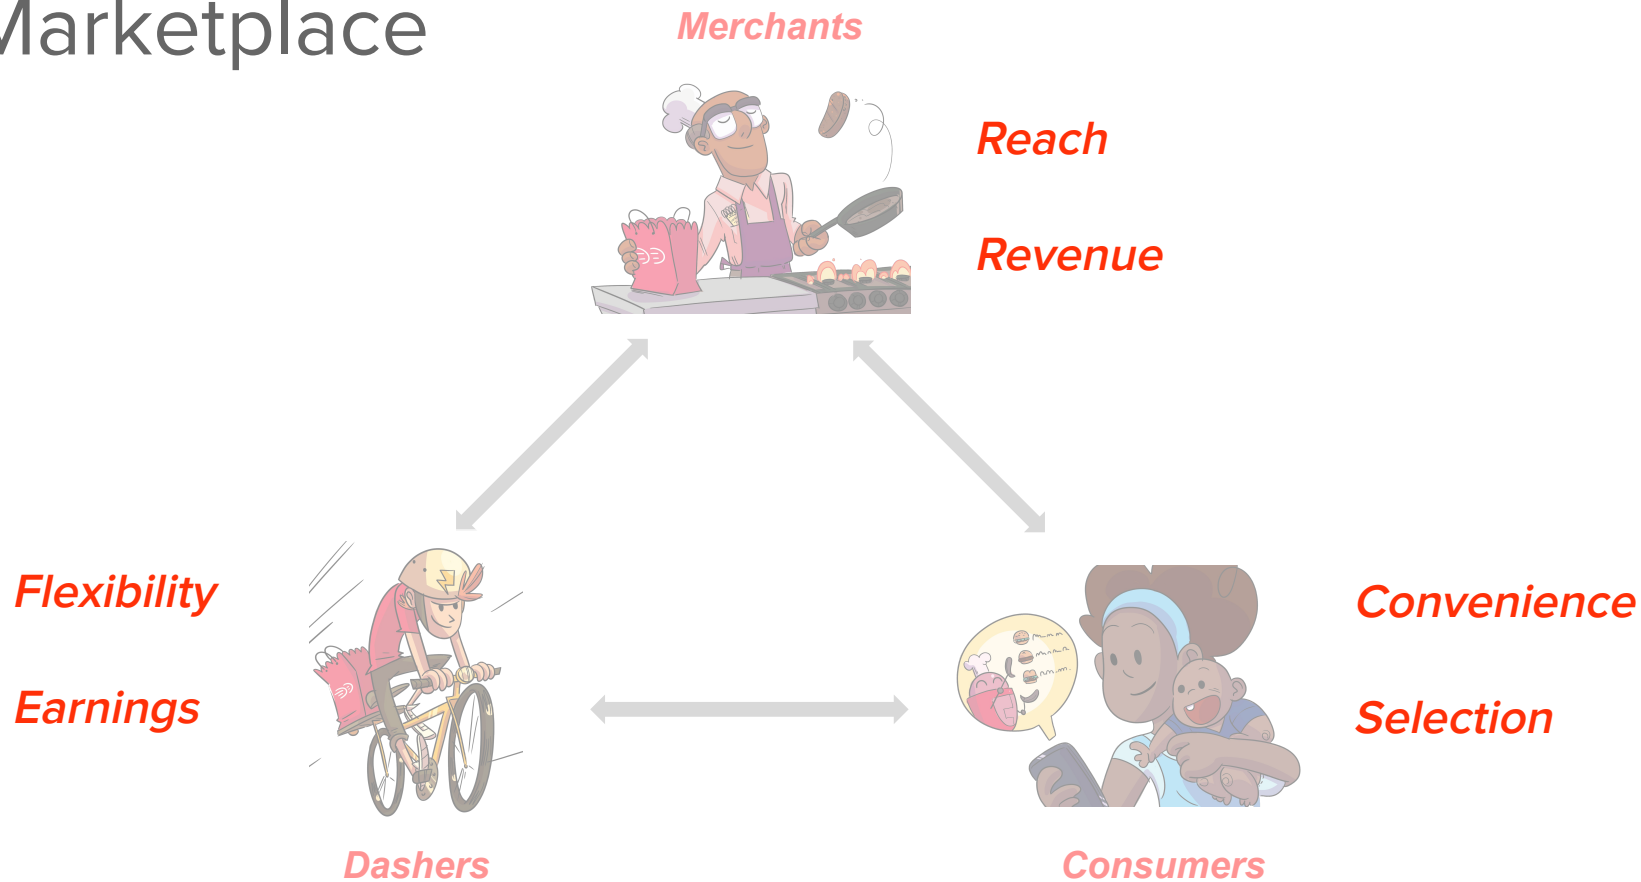 Marketplace
Merchants
Reach
Revenue
Flexibility
Earnings
Convenience
Selection
Dashers
Consumers